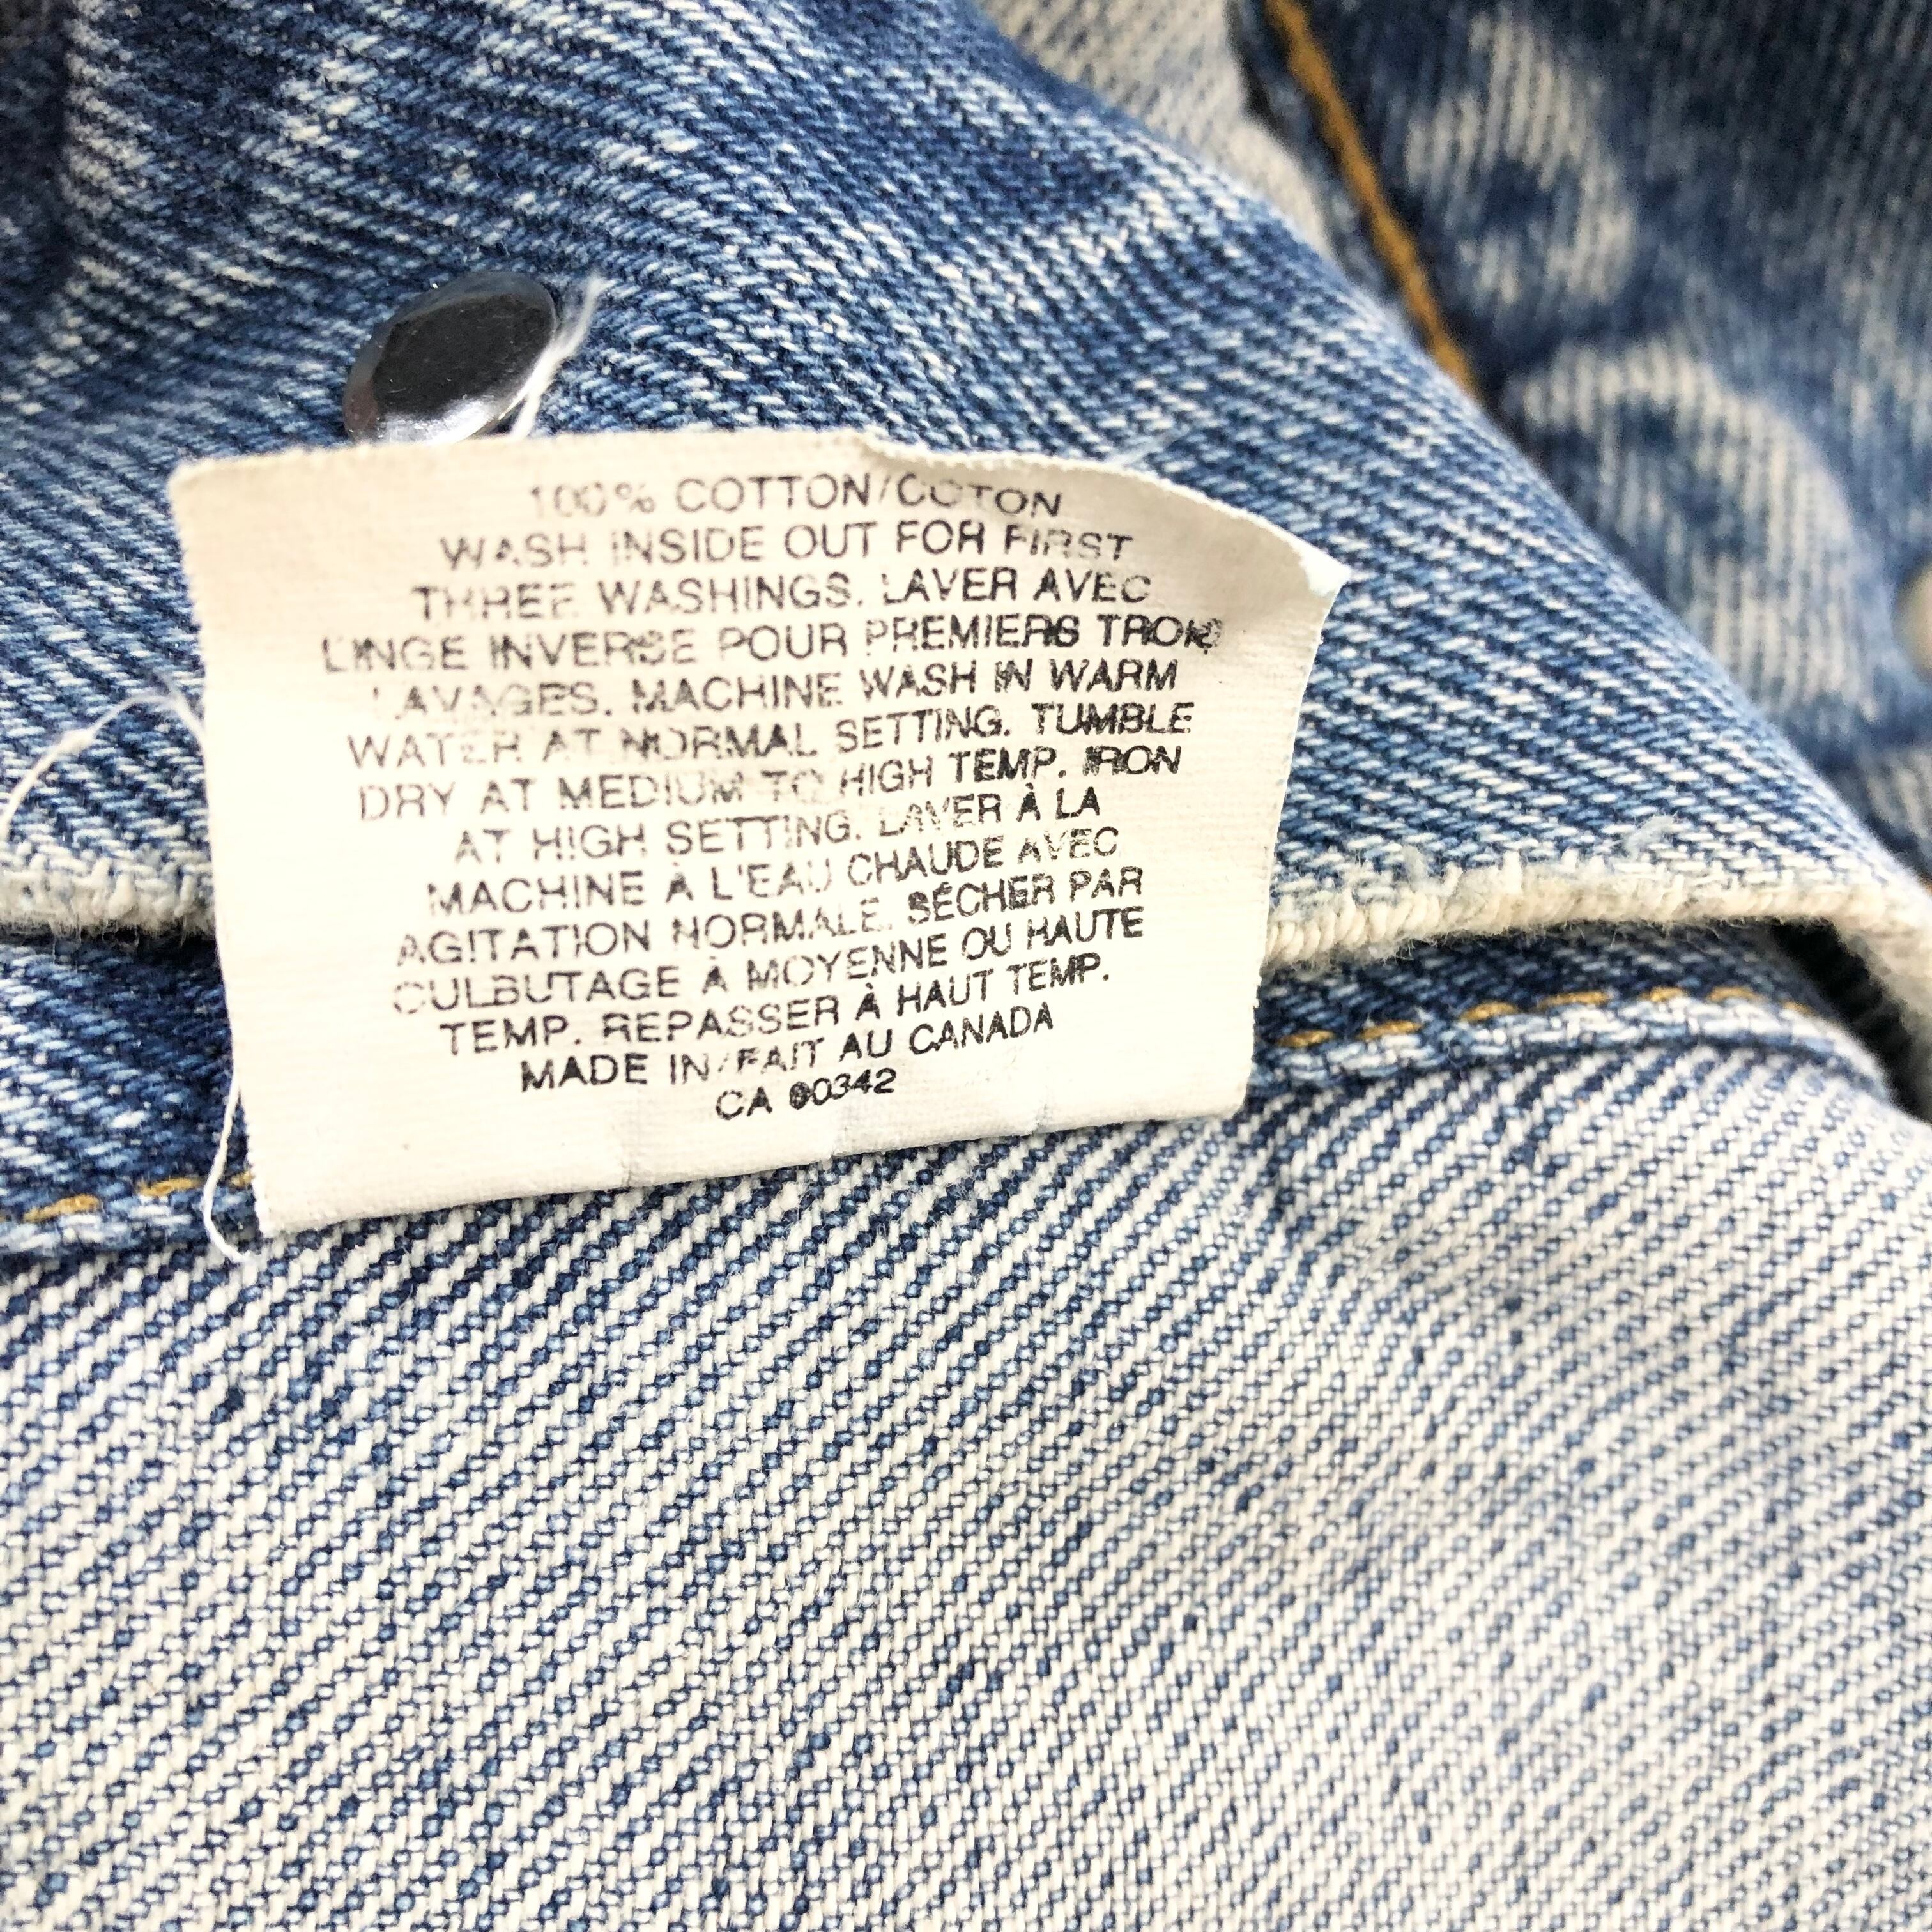 100% COTTON/COTON
WASH INSIDE OUT FOR FIRST
THREE WASHINGS. LAVER AVEC
LINGE INVERSE POUR PREMIERS TROIS
LAVAGES. MACHINE WASH IN WARM
WATER AT NORMAL SETTING. TUMBLE
DRY AT MEDIUM TO HIGH TEMP. IRON
AT HIGH SETTING. LAVER À LA
MACHINE À L'EAU CHAUDE AVEC
AGITATION NORMALE. SÉCHER PAR
CULBUTAGE À MOYENNE OU HAUTE
TEMP. REPASSER À HAUT TEMP.
MADE IN/FAIT AU CANADA
CA 00342